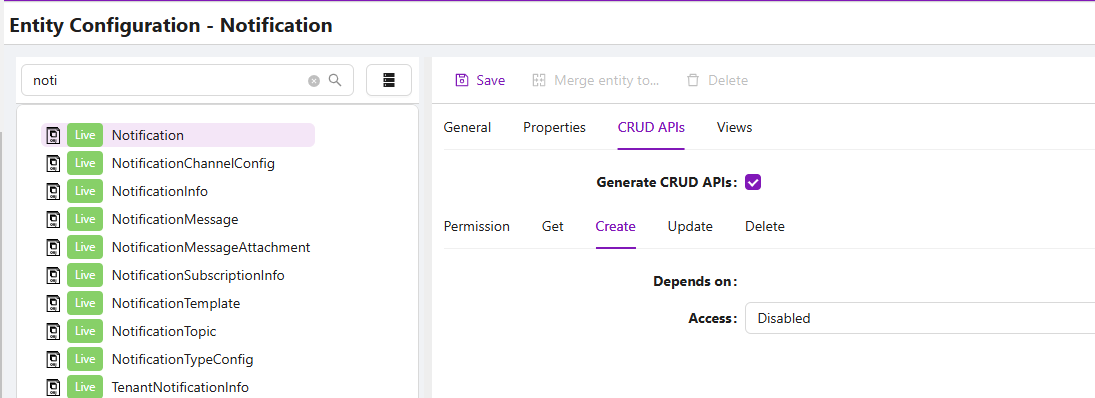 Entity Configuration - Notification
noti
Save
Merge entity to...
Delete
General
Properties
CRUD APIs
Views
Generate CRUD APIs:
Permission
Get
Create
Update
Delete
Depends on:
Access:
Disabled
Live Notification
Live NotificationChannelConfig
Live NotificationInfo
Live NotificationMessage
Live NotificationMessageAttachment
Live NotificationSubscriptionInfo
Live NotificationTemplate
Live NotificationTopic
Live NotificationTypeConfig
Live TenantNotificationInfo